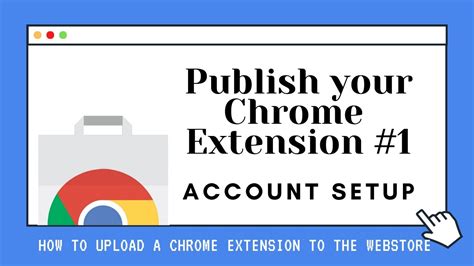 Publish your
Chrome
Extension #1
ACCOUNT SETUP
HOW TO UPLOAD A CHROME EXTENSION TO THE WEBSTORE